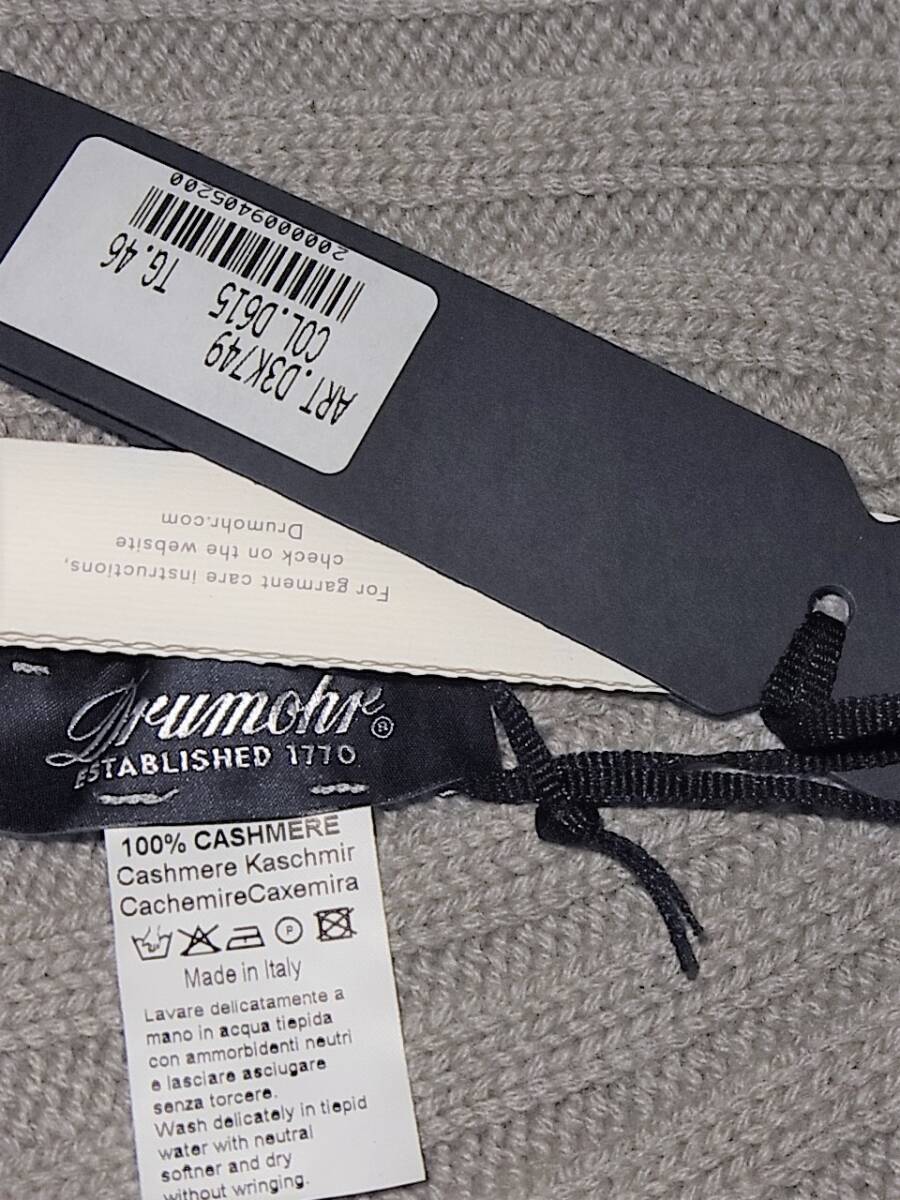 ART.D3K749
COL.D615
TG.46
2000009405200
For garment care instructions,
check on the website
Drumohr.com
Drumohr®
ESTABLISHED 1770
100% CASHMERE
Cashmere Kaschmir
CachemireCaxemira
P
Made in Italy
Lavare delicatamente a
mano in acqua tiepida
con ammorbidenti neutri
e lasciare asciugare
senza torcere.
Wash delicately in tiepid
water with neutral
softner and dry
without wringing.